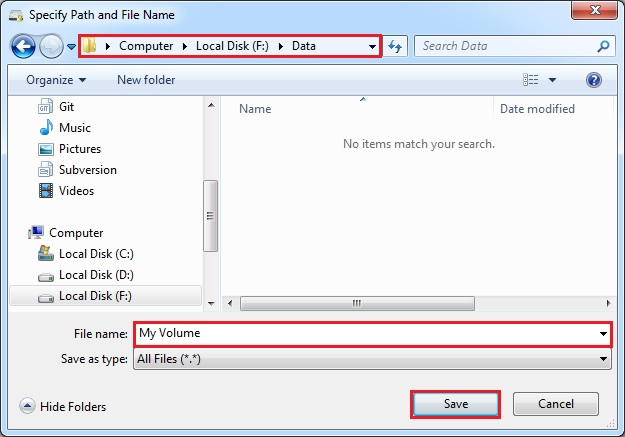 Specify Path and File Name
Computer Local Disk (F:) Data
Search Data
Organize
New folder
Name
Date modified
Git
Music
Pictures
Subversion
Videos
No items match your search.
Computer
Local Disk (C:)
Local Disk (D:)
Local Disk (F:)
File name: My Volume
Save as type: All Files (*.*)
Hide Folders
Save
Cancel